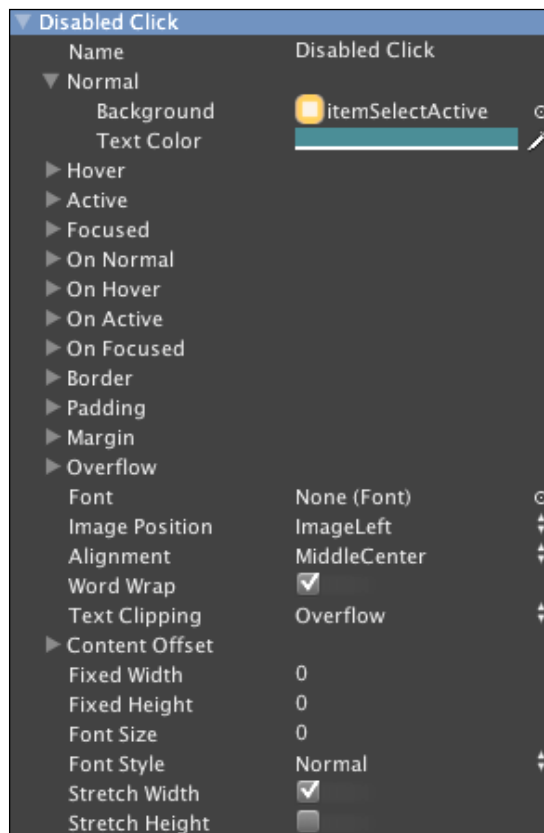 Disabled Click
Name Disabled Click
Normal
Background itemSelectActive
Text Color
Hover
Active
Focused
On Normal
On Hover
On Active
On Focused
Border
Padding
Margin
Overflow
Font None (Font)
Image Position ImageLeft
Alignment MiddleCenter
Word Wrap
Text Clipping Overflow
Content Offset
Fixed Width 0
Fixed Height 0
Font Size 0
Font Style Normal
Stretch Width
Stretch Height